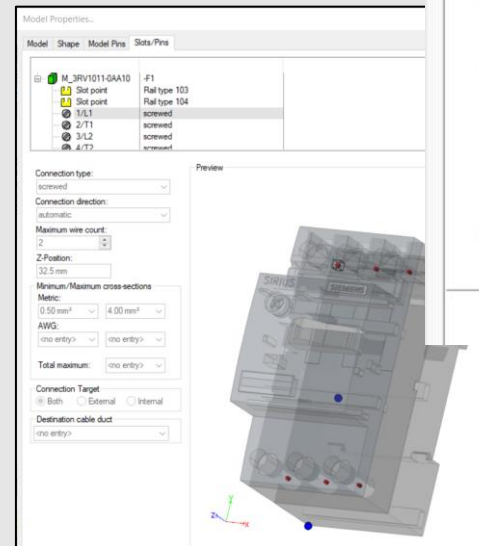 Model Properties...
Model Shape Model Pins Slots/Pins
M_3RV1011-0AA10 -F1
Slot point Rail type 103
Slot point Rail type 104
1/L1 screwed
2/T1 screwed
3/L2 screwed
4/T2 screwed
Connection type:
screwed
Connection direction:
automatic
Maximum wire count:
2
Z-Position:
32.5 mm
Minimum/Maximum cross-sections
Metric:
0.50 mm² 4.00 mm²
AWG:
<no entry> <no entry>
Total maximum: <no entry>
Connection Target
Both External Internal
Destination cable duct
<no entry>
Preview
SIRIUS
SIEMENS
y
z
x